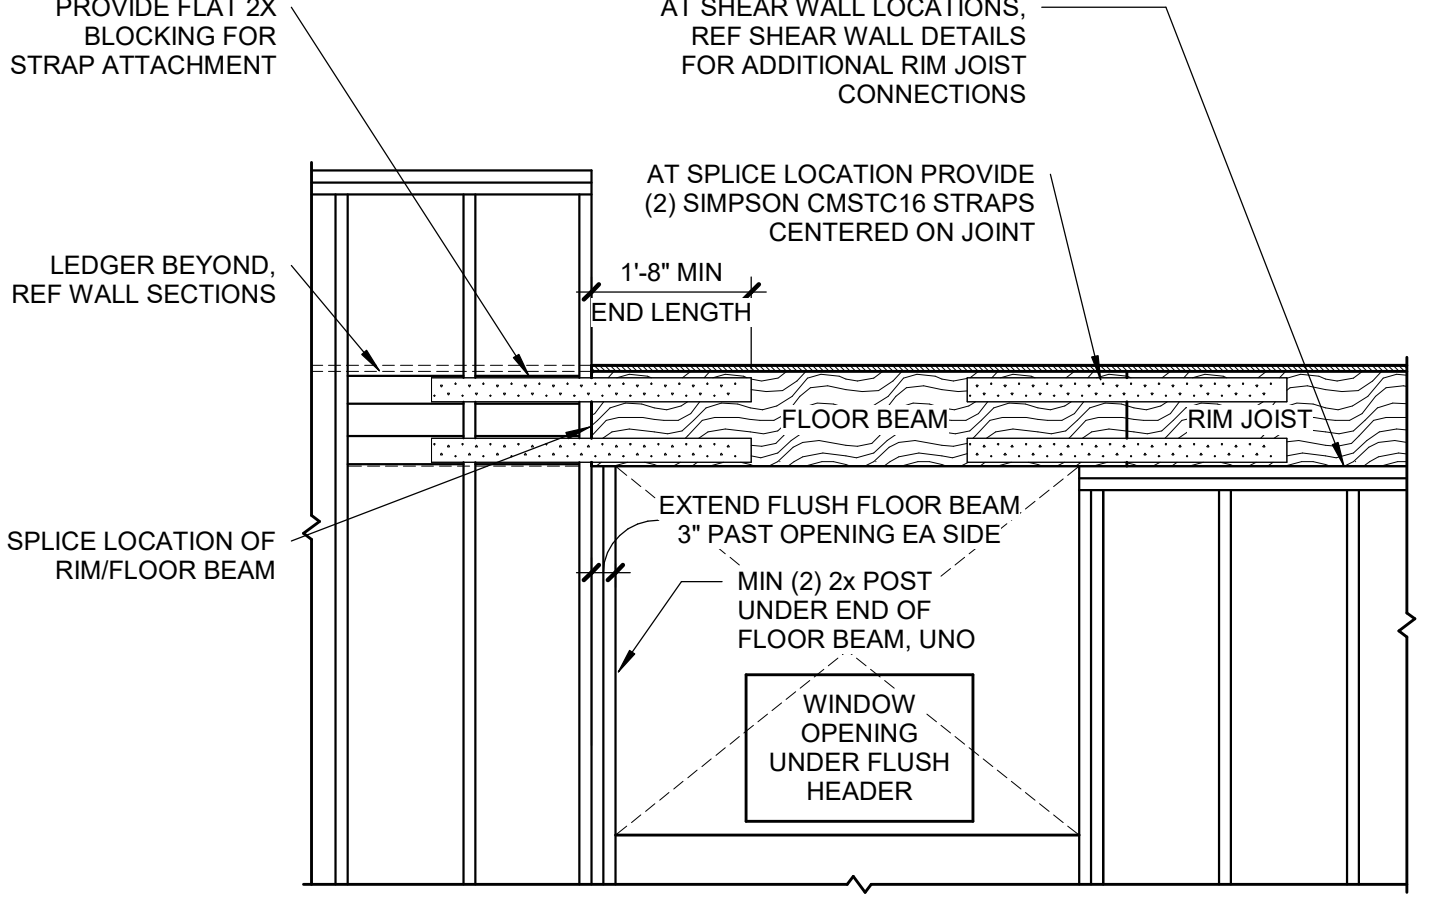 PROVIDE FLAT 2X
BLOCKING FOR
STRAP ATTACHMENT
AT SHEAR WALL LOCATIONS,
REF SHEAR WALL DETAILS
FOR ADDITIONAL RIM JOIST
CONNECTIONS
AT SPLICE LOCATION PROVIDE
(2) SIMPSON CMSTC16 STRAPS
CENTERED ON JOINT
LEDGER BEYOND,
REF WALL SECTIONS
1'-8" MIN
END LENGTH
FLOOR BEAM
RIM JOIST
EXTEND FLUSH FLOOR BEAM
3" PAST OPENING EA SIDE
SPLICE LOCATION OF
RIM/FLOOR BEAM
MIN (2) 2x POST
UNDER END OF
FLOOR BEAM, UNO
WINDOW
OPENING
UNDER FLUSH
HEADER